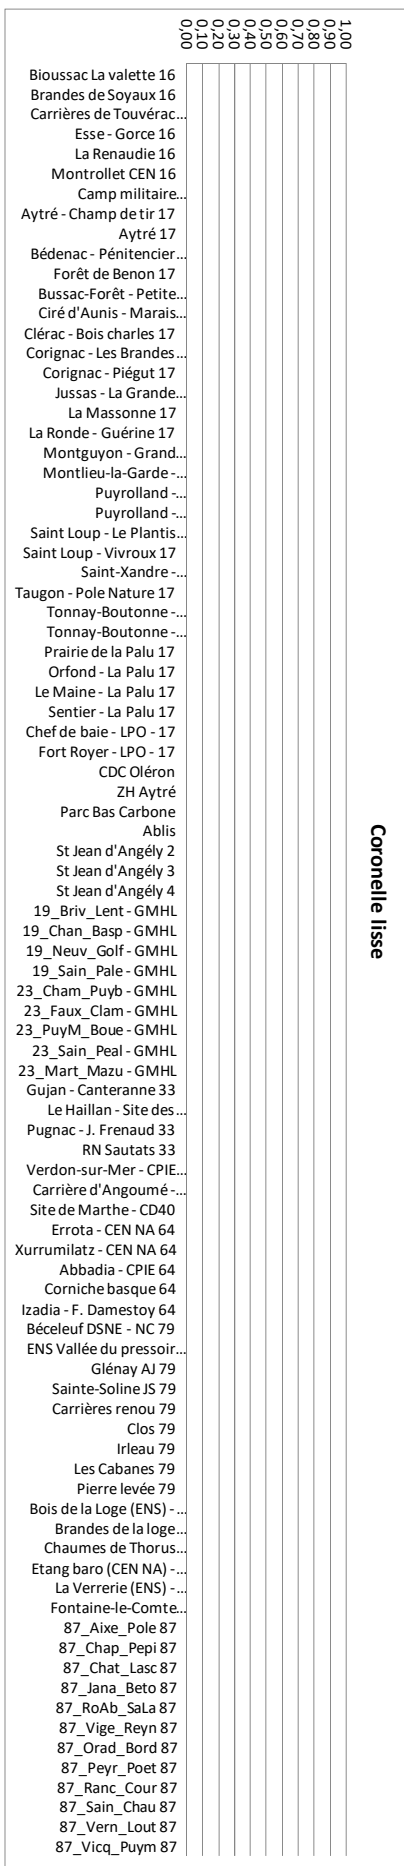 0,00
0,10
0,20
0,30
0,40
0,50
0,60
0,70
0,80
0,90
1,00
Coronelle lisse
Bioussac La valette 16
Brandes de Soyaux 16
Carrières de Touvérac...
Esse - Gorce 16
La Renaudie 16
Montrollet CEN 16
Camp militaire...
Aytré - Champ de tir 17
Aytré 17
Bédenac - Pénitencier...
Forêt de Benon 17
Bussac-Forêt - Petite...
Ciré d'Aunis - Marais...
Clérac - Bois charles 17
Corignac - Les Brandes...
Corignac - Piégut 17
Jussas - La Grande...
La Massonne 17
La Ronde - Guérine 17
Montguyon - Grand...
Montlieu-la-Garde -...
Puyrolland -...
Puyrolland -...
Saint Loup - Le Plantis...
Saint Loup - Vivroux 17
Saint-Xandre -...
Taugon - Pole Nature 17
Tonnay-Boutonne -...
Tonnay-Boutonne -...
Prairie de la Palu 17
Orfond - La Palu 17
Le Maine - La Palu 17
Sentier - La Palu 17
Chef de baie - LPO - 17
Fort Royer - LPO - 17
CDC Oléron
ZH Aytré
Parc Bas Carbone
Ablis
St Jean d'Angély 2
St Jean d'Angély 3
St Jean d'Angély 4
19_Briv_Lent - GMHL
19_Chan_Basp - GMHL
19_Neuv_Golf - GMHL
19_Sain_Pale - GMHL
23_Cham_Puyb - GMHL
23_Faux_Clam - GMHL
23_PuyM_Boue - GMHL
23_Sain_Peal - GMHL
23_Mart_Mazu - GMHL
Gujan - Canteranne 33
Le Haillan - Site des...
Pugnac - J. Frenaud 33
RN Sautats 33
Verdon-sur-Mer - CPIE...
Carrière d'Angoumé -...
Site de Marthe - CD40
Errota - CEN NA 64
Xurrumilatz - CEN NA 64
Abbadia - CPIE 64
Corniche basque 64
Izadia - F. Damestoy 64
Béceleuf DSNE - NC 79
ENS Vallée du pressoir...
Glénay AJ 79
Sainte-Soline JS 79
Carrières renou 79
Clos 79
Irleau 79
Les Cabanes 79
Pierre levée 79
Bois de la Loge (ENS) -...
Brandes de la loge...
Chaumes de Thorus...
Etang baro (CEN NA) -...
La Verrerie (ENS) -...
Fontaine-le-Comte...
87_Aixe_Pole 87
87_Chap_Pepi 87
87_Chat_Lasc 87
87_Jana_Beto 87
87_RoAb_SaLa 87
87_Vige_Reyn 87
87_Orad_Bord 87
87_Peyr_Poet 87
87_Ranc_Cour 87
87_Sain_Chau 87
87_Vern_Lout 87
87_Vicq_Puym 87